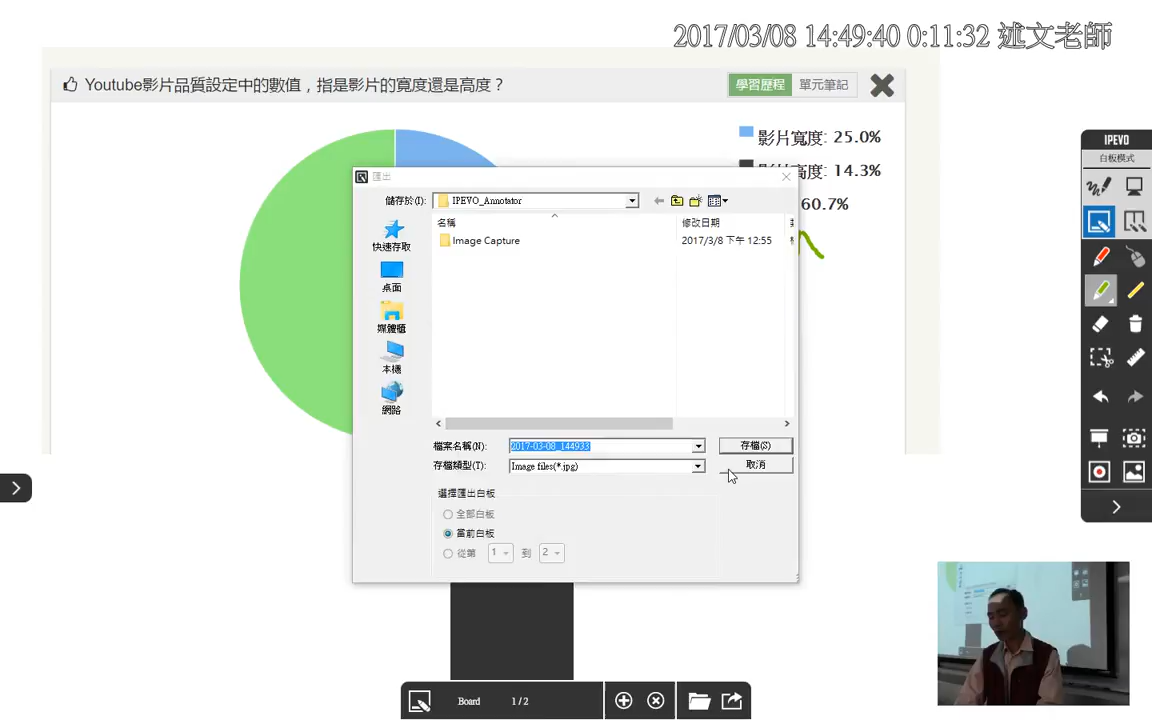 2017/03/08 14:49:40 0:11:32 述文老師
Youtube影片品質設定中的數值，指是影片的寬度還是高度？
學習歷程
單元筆記
影片寬度: 25.0%
影片高度: 14.3%
60.7%
匯出
儲存於(I):
IPEVO_Annotator
名稱
修改日期
Image Capture
2017/3/8 下午 12:55
快速存取
桌面
媒體櫃
本機
網路
檔案名稱(N):
2017-03-08_144933
存檔(S)
存檔類型(T):
Image files(*.jpg)
取消
選擇匯出白板
全部白板
當前白板
從第 1 到 2
IPEVO
白板模式
Board 1/2